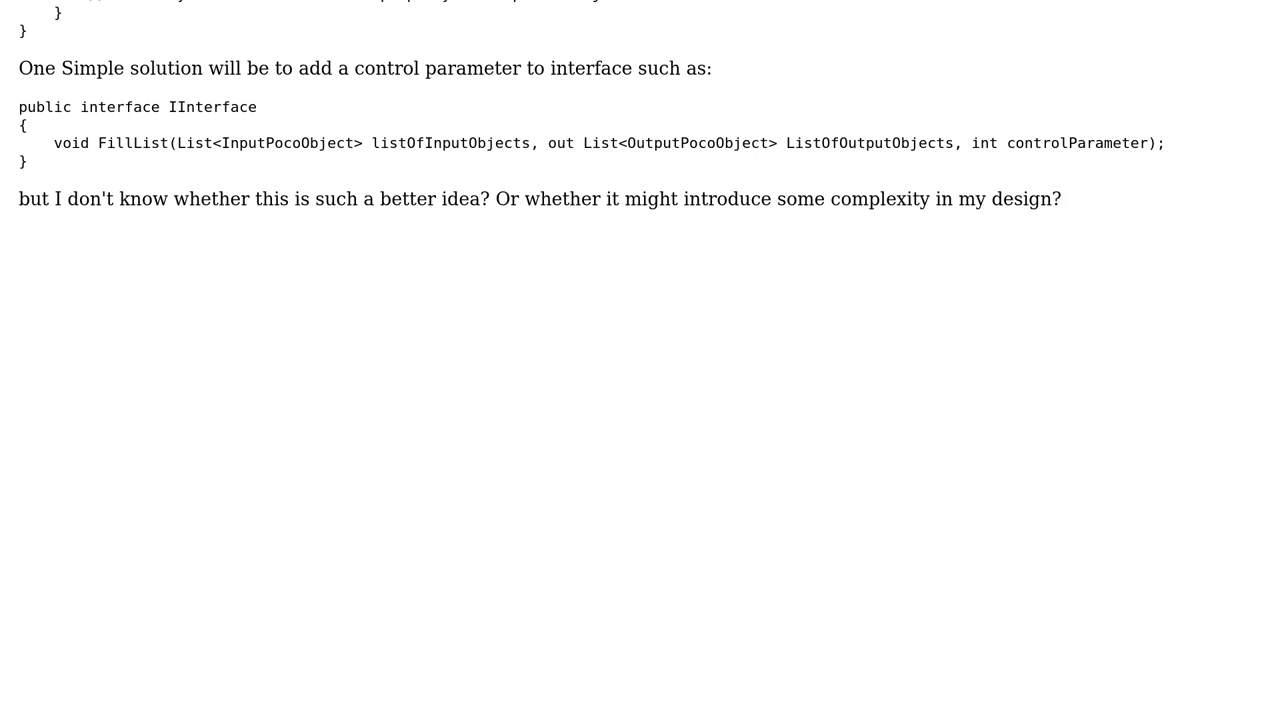 }
}
One Simple solution will be to add a control parameter to interface such as:
public interface IInterface
{
    void FillList(List<InputPocoObject> listOfInputObjects, out List<OutputPocoObject> ListOfOutputObjects, int controlParameter);
}
but I don't know whether this is such a better idea? Or whether it might introduce some complexity in my design?